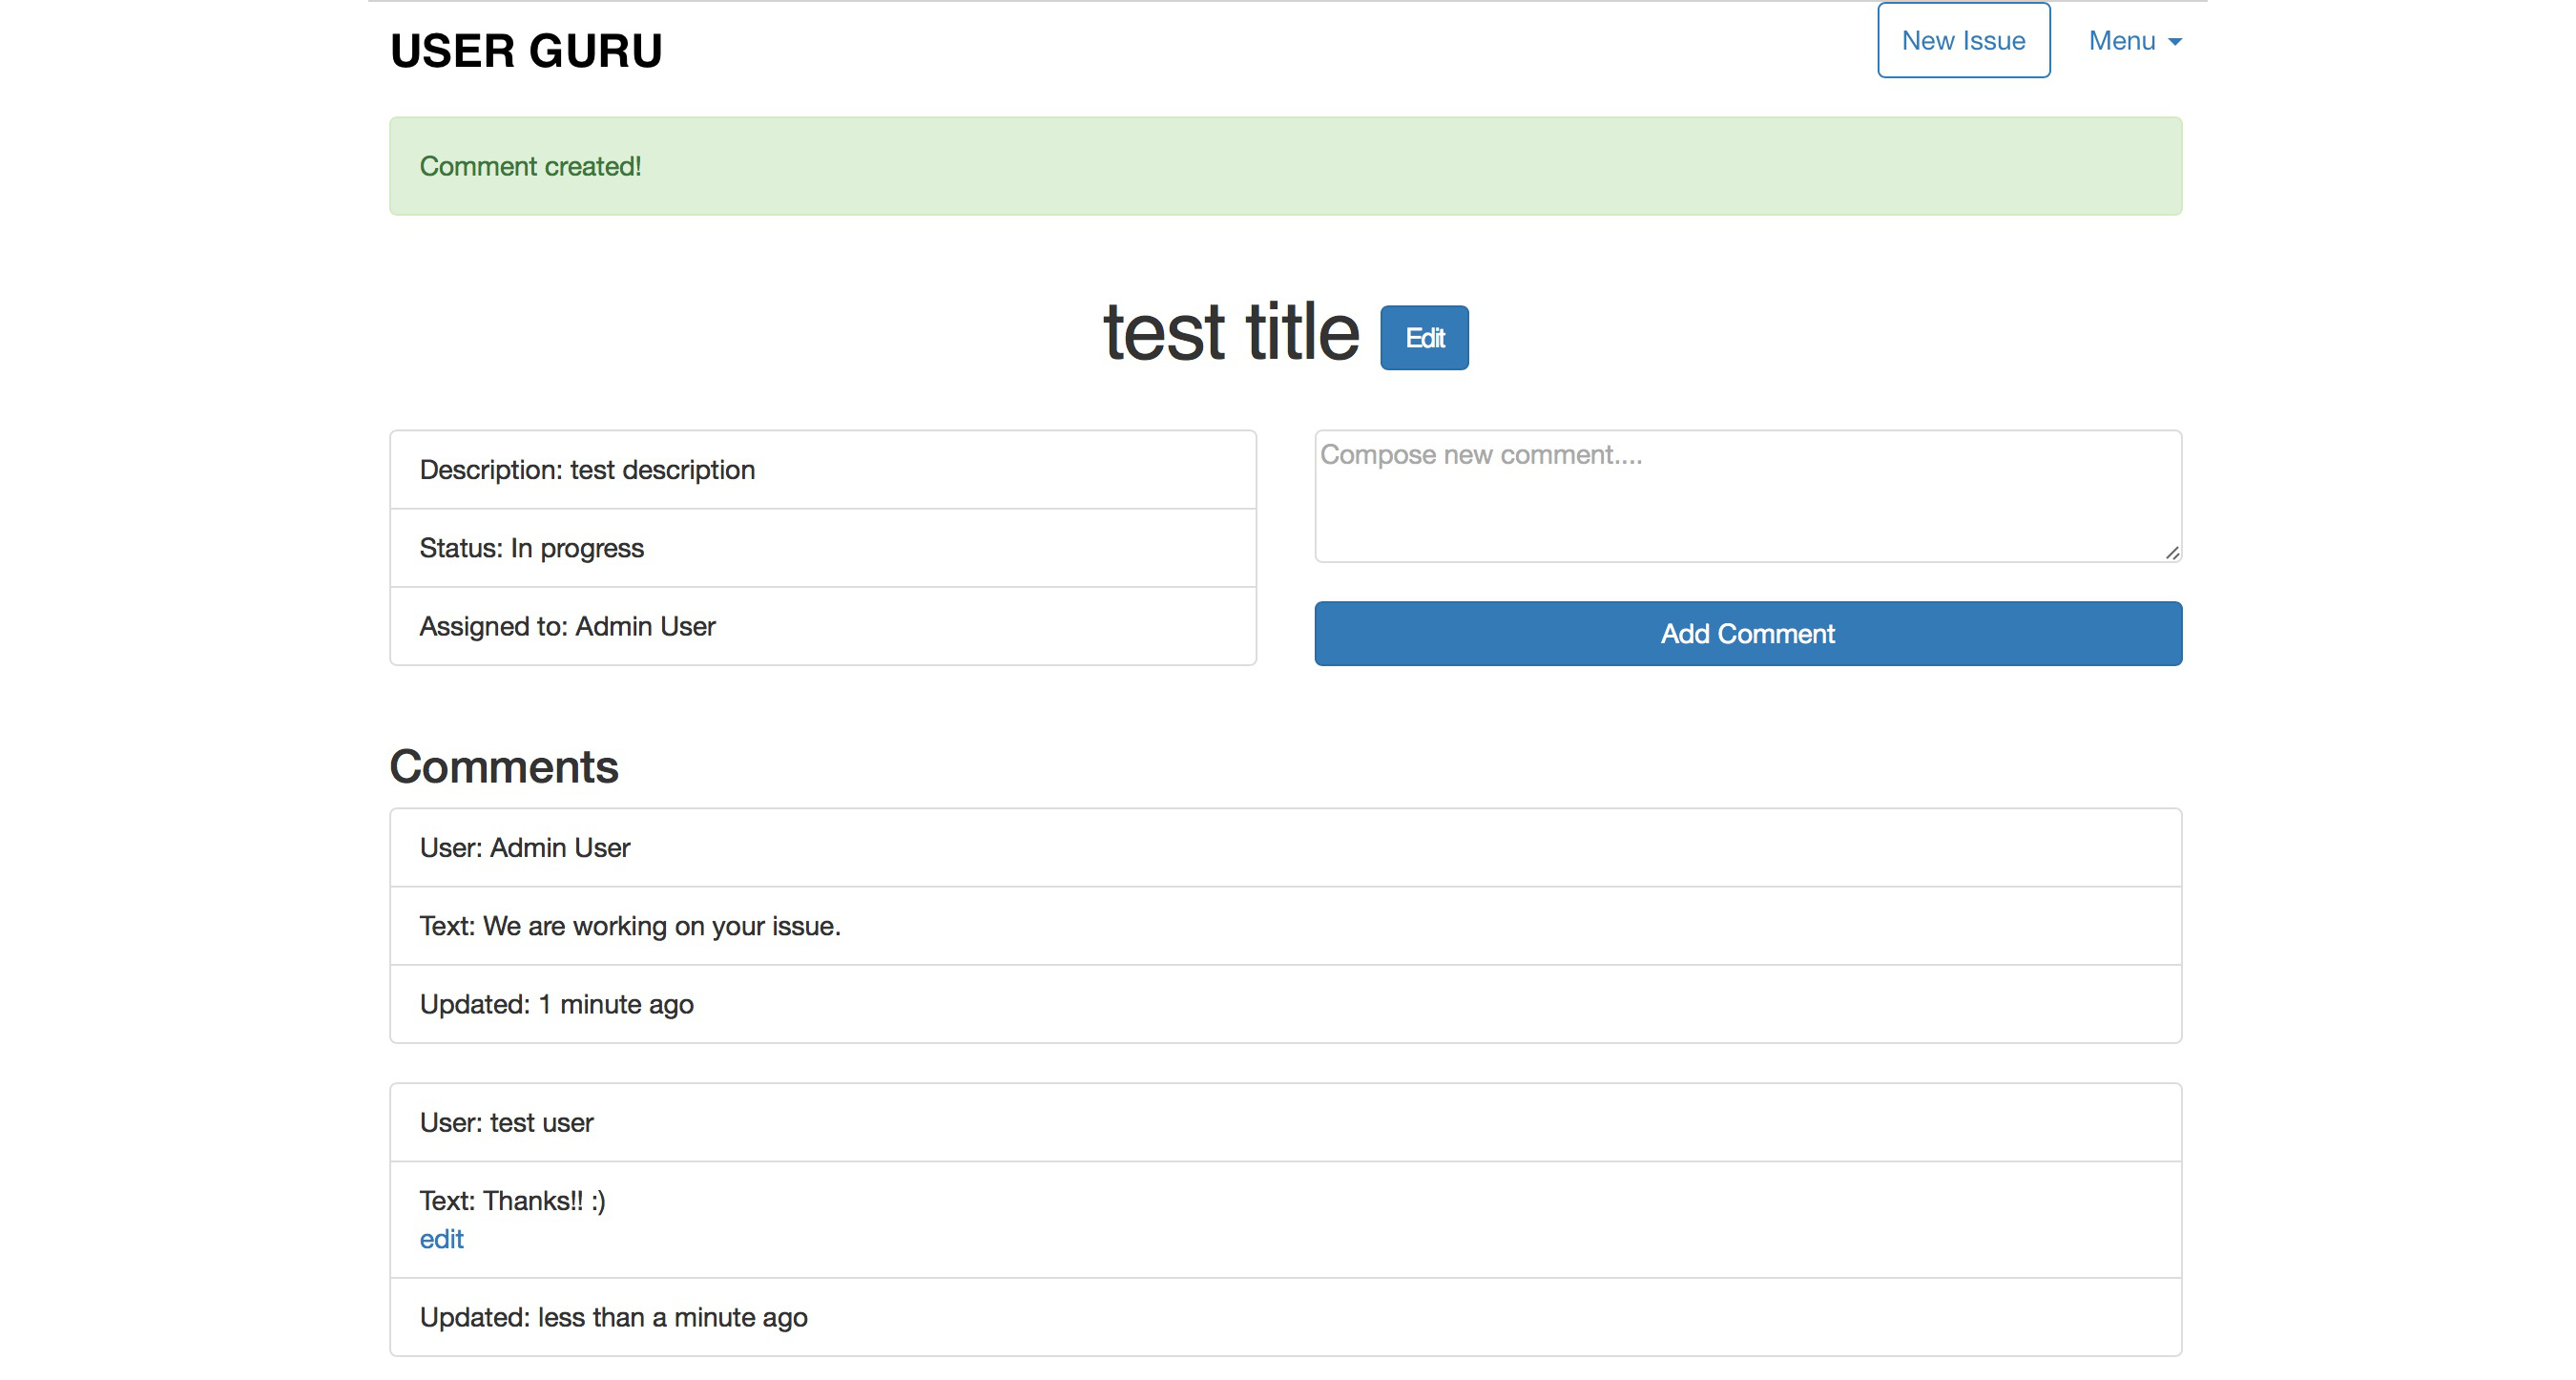 USER GURU
New Issue
Menu
Comment created!
test title
Edit
Description: test description
Status: In progress
Assigned to: Admin User
Compose new comment....
Add Comment
Comments
User: Admin User
Text: We are working on your issue.
Updated: 1 minute ago
User: test user
Text: Thanks!! :)
edit
Updated: less than a minute ago